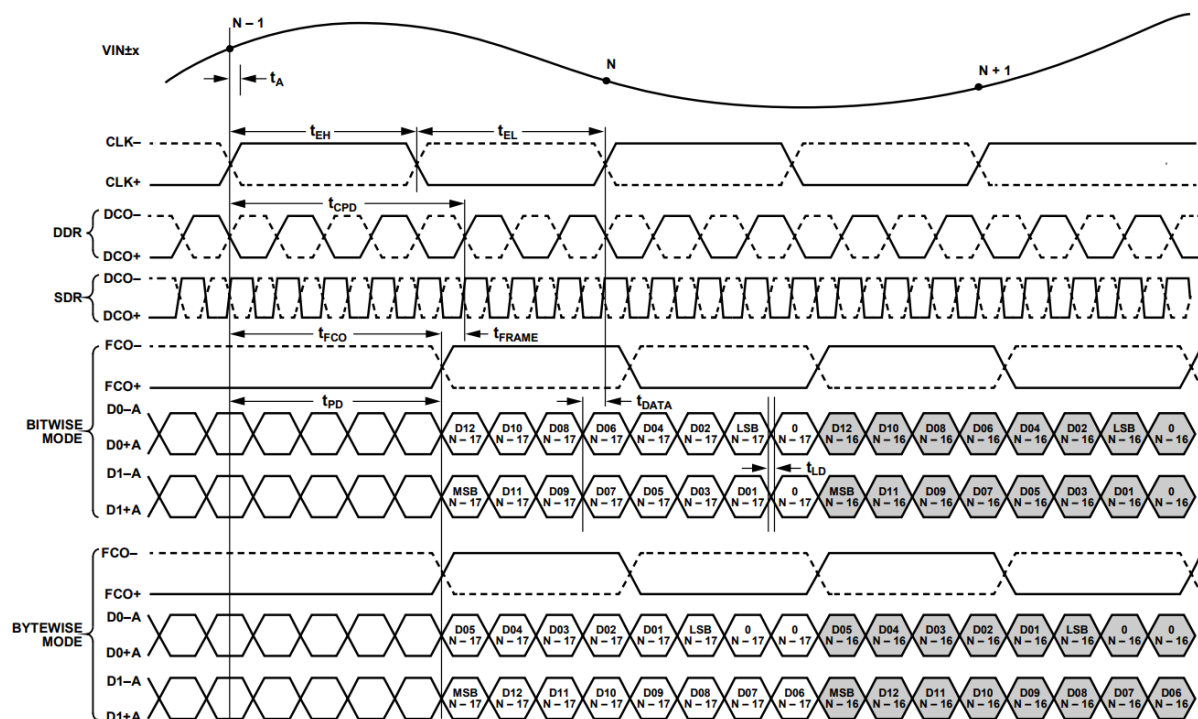 N – 1
VIN±x
N
N + 1
tA
tEH
tEL
CLK–
CLK+
tCPD
DDR
DCO–
DCO+
SDR
DCO–
DCO+
tFCO
tFRAME
FCO–
FCO+
tPD
tDATA
BITWISE
MODE
D0–A
D0+A
D12 D10 D08 D06 D04 D02 LSB 0 D12 D10 D08 D06 D04 D02 LSB 0
N – 17 N – 17 N – 17 N – 17 N – 17 N – 17 N – 17 N – 17 N – 16 N – 16 N – 16 N – 16 N – 16 N – 16 N – 16 N – 16
tLD
D1–A
D1+A
MSB D11 D09 D07 D05 D03 D01 0 MSB D11 D09 D07 D05 D03 D01 0
N – 17 N – 17 N – 17 N – 17 N – 17 N – 17 N – 17 N – 17 N – 16 N – 16 N – 16 N – 16 N – 16 N – 16 N – 16 N – 16
FCO–
FCO+
BYTEWISE
MODE
D0–A
D0+A
D05 D04 D03 D02 D01 LSB 0 0 D05 D04 D03 D02 D01 LSB 0 0
N – 17 N – 17 N – 17 N – 17 N – 17 N – 17 N – 17 N – 17 N – 16 N – 16 N – 16 N – 16 N – 16 N – 16 N – 16 N – 16
D1–A
D1+A
MSB D12 D11 D10 D09 D08 D07 D06 MSB D12 D11 D10 D09 D08 D07 D06
N – 17 N – 17 N – 17 N – 17 N – 17 N – 17 N – 17 N – 17 N – 16 N – 16 N – 16 N – 16 N – 16 N – 16 N – 16 N – 16